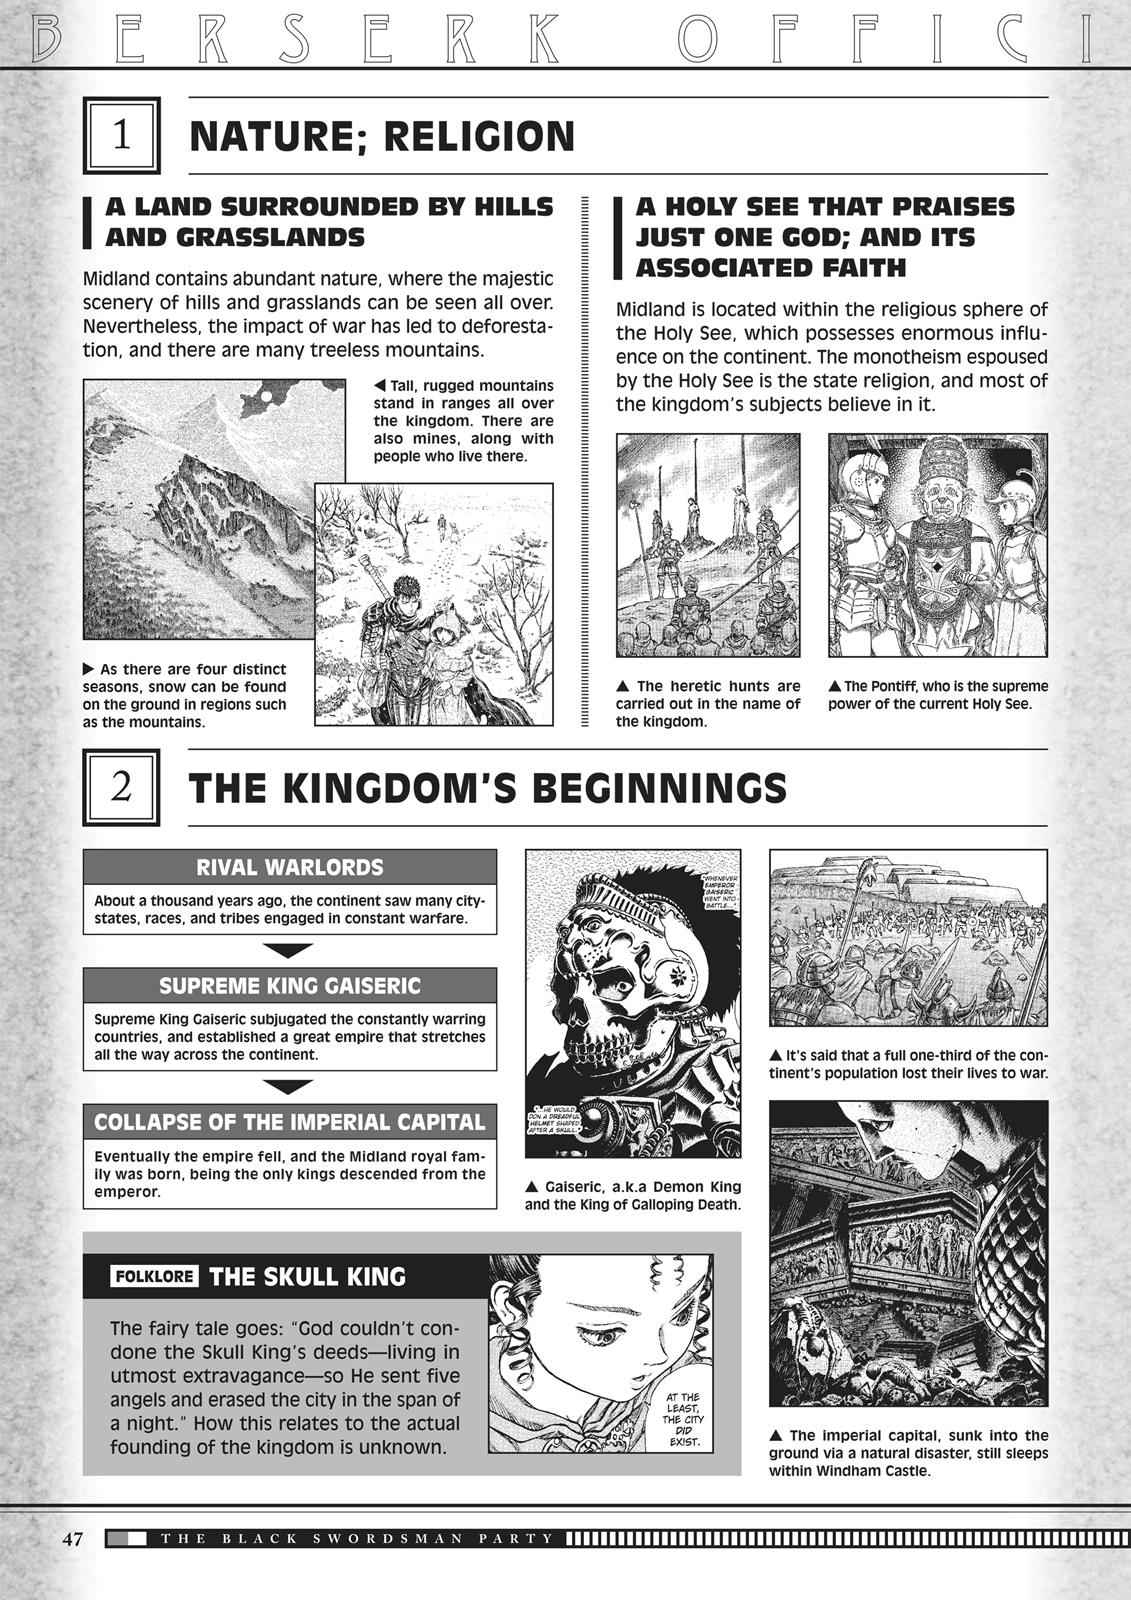 BERSERK OFFICI
1
NATURE; RELIGION
A LAND SURROUNDED BY HILLS
AND GRASSLANDS
Midland contains abundant nature, where the majestic
scenery of hills and grasslands can be seen all over.
Nevertheless, the impact of war has led to deforesta-
tion, and there are many treeless mountains.
◀ Tall, rugged mountains
stand in ranges all over
the kingdom. There are
also mines, along with
people who live there.
▶ As there are four distinct
seasons, snow can be found
on the ground in regions such
as the mountains.
A HOLY SEE THAT PRAISES
JUST ONE GOD; AND ITS
ASSOCIATED FAITH
Midland is located within the religious sphere of
the Holy See, which possesses enormous influ-
ence on the continent. The monotheism espoused
by the Holy See is the state religion, and most of
the kingdom's subjects believe in it.
▲ The heretic hunts are
carried out in the name of
the kingdom.
▲ The Pontiff, who is the supreme
power of the current Holy See.
2
THE KINGDOM'S BEGINNINGS
RIVAL WARLORDS
About a thousand years ago, the continent saw many city-
states, races, and tribes engaged in constant warfare.
SUPREME KING GAISERIC
Supreme King Gaiseric subjugated the constantly warring
countries, and established a great empire that stretches
all the way across the continent.
COLLAPSE OF THE IMPERIAL CAPITAL
Eventually the empire fell, and the Midland royal fam-
ily was born, being the only kings descended from the
emperor.
"WHENEVER
EMPEROR
GAISERIC
WENT INTO
BATTLE..."
"...HE WOULD
DON A DREADFUL
HELMET SHAPED
AFTER A SKULL."
▲ Gaiseric, a.k.a Demon King
and the King of Galloping Death.
▲ It's said that a full one-third of the con-
tinent's population lost their lives to war.
▲ The imperial capital, sunk into the
ground via a natural disaster, still sleeps
within Windham Castle.
FOLKLORE THE SKULL KING
The fairy tale goes: "God couldn't con-
done the Skull King's deeds—living in
utmost extravagance—so He sent five
angels and erased the city in the span of
a night." How this relates to the actual
founding of the kingdom is unknown.
AT THE
LEAST,
THE CITY
DID
EXIST.
47
THE BLACK SWORDSMAN PARTY